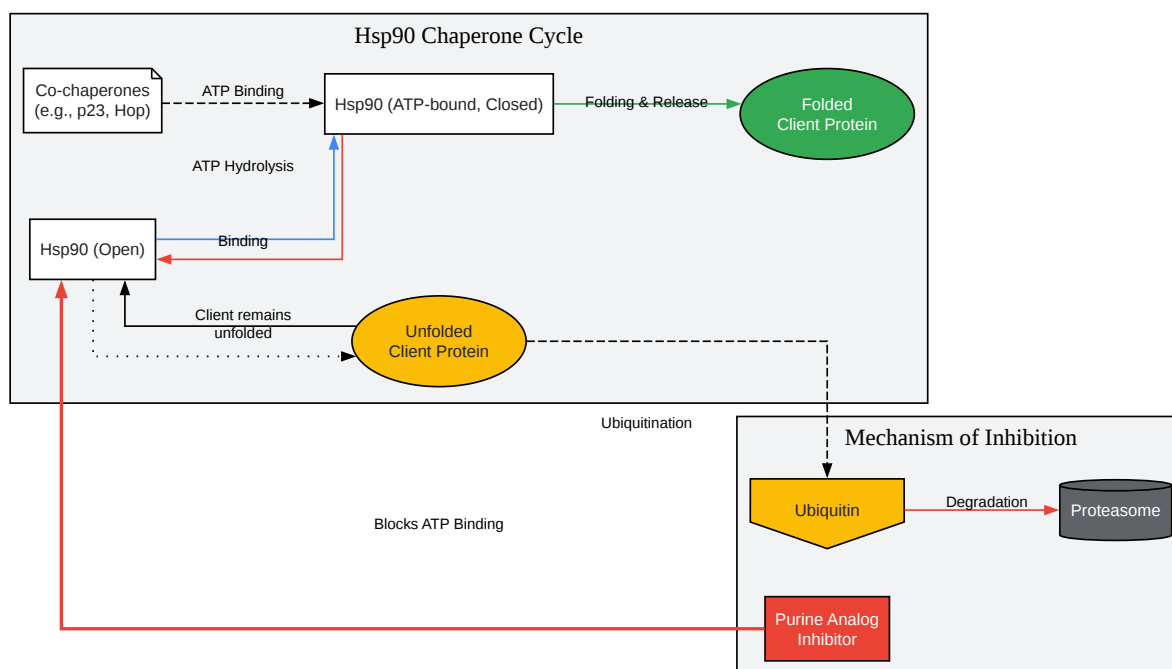 Hsp90 Chaperone Cycle
Co-chaperones
(e.g., p23, Hop)
ATP Binding
Hsp90 (ATP-bound, Closed)
Folding & Release
Folded
Client Protein
ATP Hydrolysis
Hsp90 (Open)
Binding
Client remains
unfolded
Unfolded
Client Protein
Ubiquitination
Mechanism of Inhibition
Ubiquitin
Degradation
Proteasome
Blocks ATP Binding
Purine Analog
Inhibitor